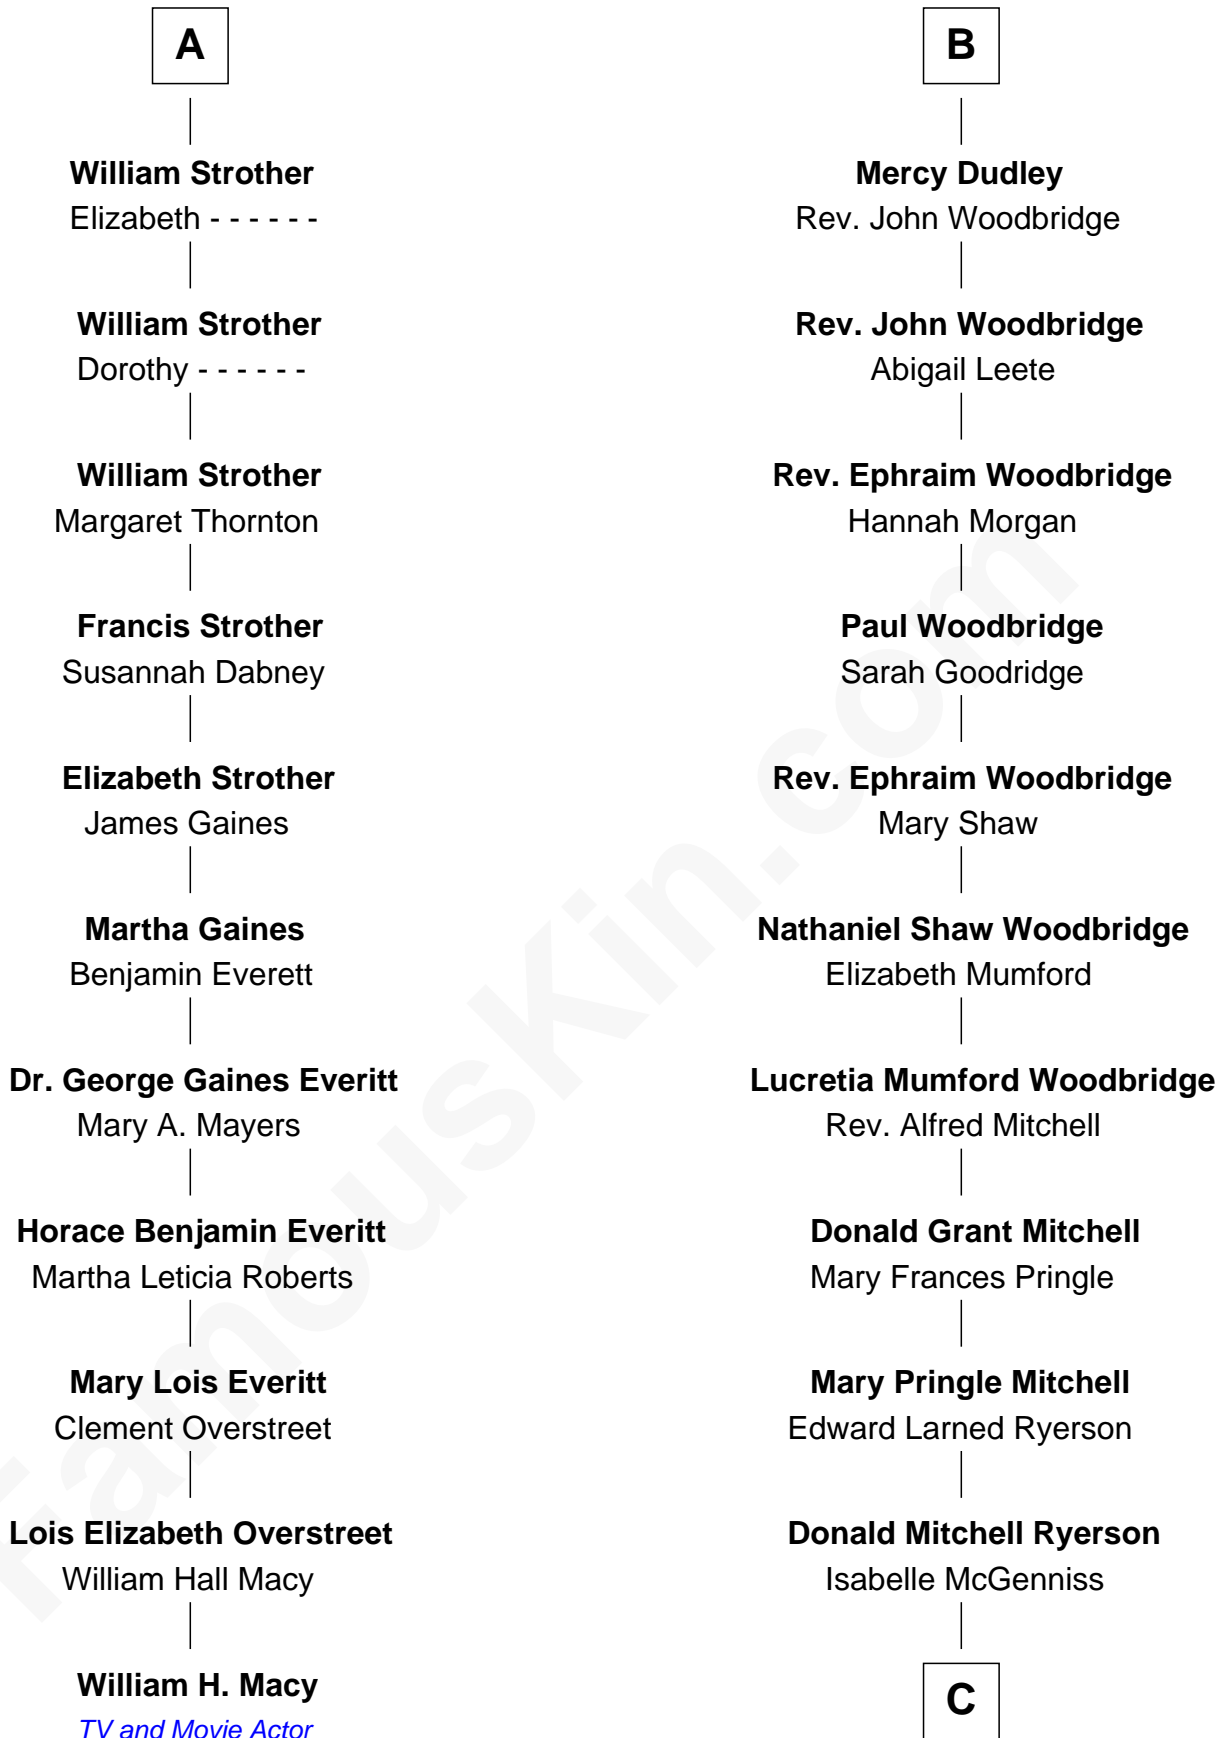 A
William Strother
Elizabeth - - - - - -
William Strother
Dorothy - - - - - -
William Strother
Margaret Thornton
Francis Strother
Susannah Dabney
Elizabeth Strother
James Gaines
Martha Gaines
Benjamin Everett
Dr. George Gaines Everitt
Mary A. Mayers
Horace Benjamin Everitt
Martha Leticia Roberts
Mary Lois Everitt
Clement Overstreet
Lois Elizabeth Overstreet
William Hall Macy
William H. Macy
TV and Movie Actor
B
Mercy Dudley
Rev. John Woodbridge
Rev. John Woodbridge
Abigail Leete
Rev. Ephraim Woodbridge
Hannah Morgan
Paul Woodbridge
Sarah Goodridge
Rev. Ephraim Woodbridge
Mary Shaw
Nathaniel Shaw Woodbridge
Elizabeth Mumford
Lucretia Mumford Woodbridge
Rev. Alfred Mitchell
Donald Grant Mitchell
Mary Frances Pringle
Mary Pringle Mitchell
Edward Larned Ryerson
Donald Mitchell Ryerson
Isabelle McGenniss
C
FamousKin.com